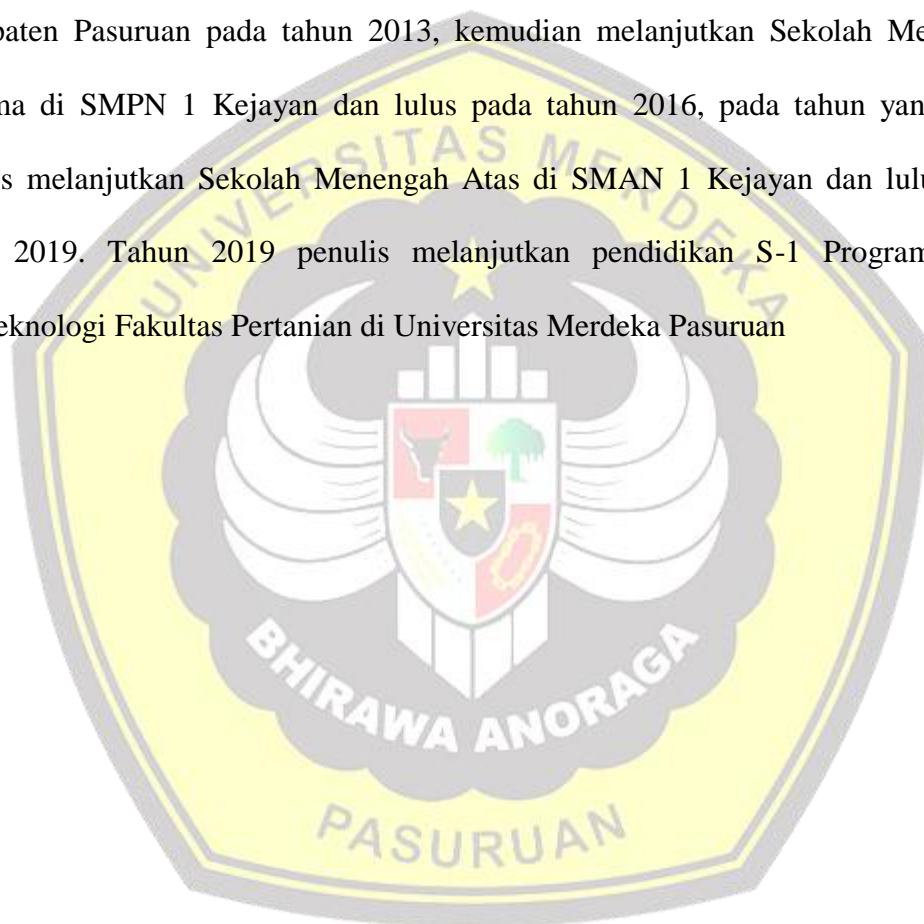 paten Pasuruan pada tahun 2013, kemudian melanjutkan Sekolah Me
ma di SMPN 1 Kejayan dan lulus pada tahun 2016, pada tahun yan
s melanjutkan Sekolah Menengah Atas di SMAN 1 Kejayan dan lulu
2019. Tahun 2019 penulis melanjutkan pendidikan S-1 Program
eknologi Fakultas Pertanian di Universitas Merdeka Pasuruan
UNIVERSITAS MERDEKA
BHIRAWA ANORAGA
PASURUAN